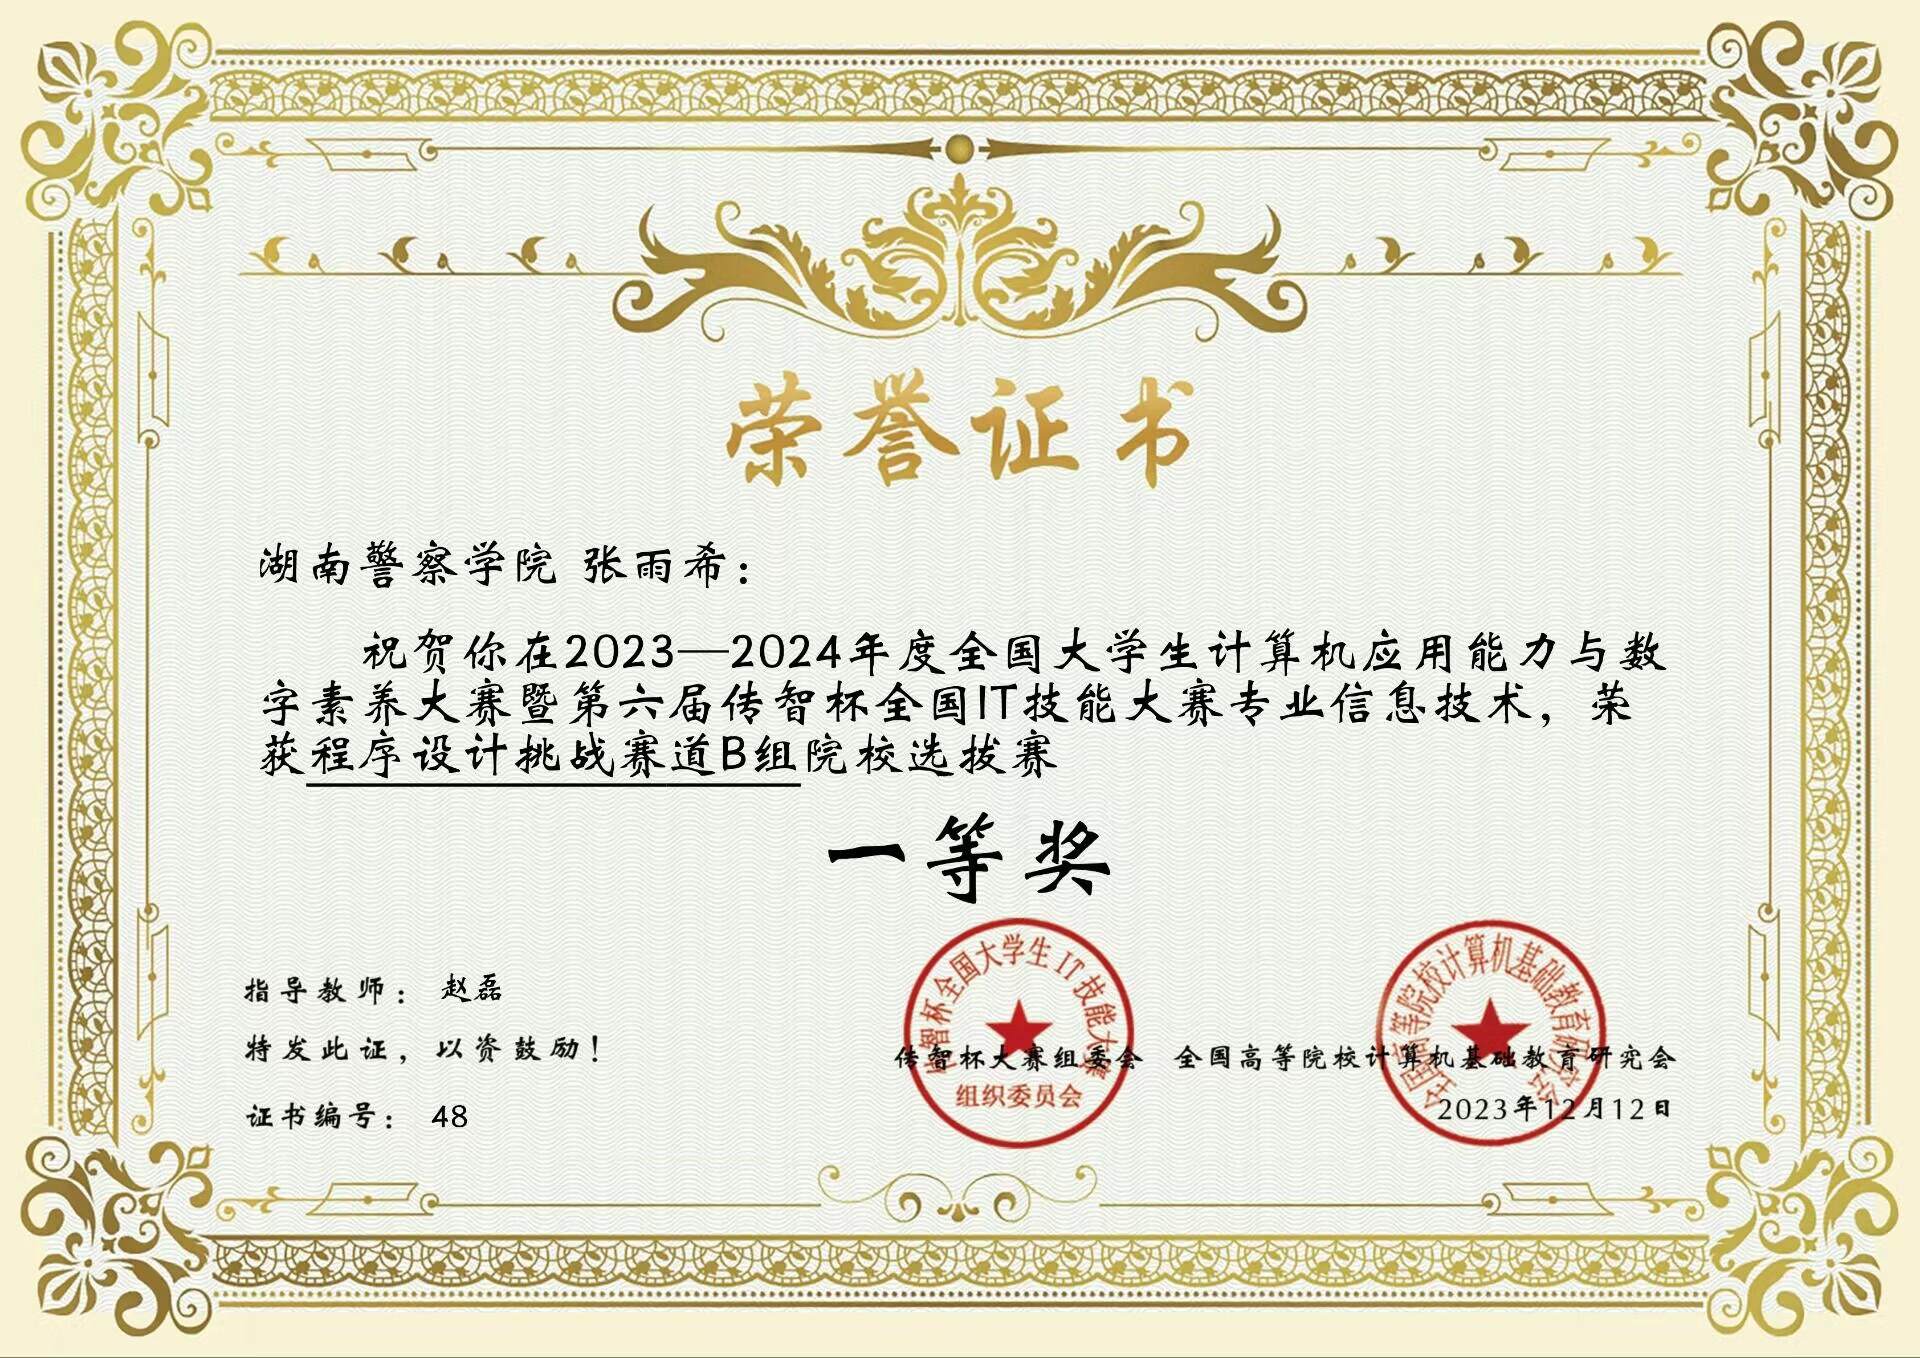 荣誉证书
湖南警察学院 张雨希：
祝贺你在2023—2024年度全国大学生计算机应用能力与数
字素养大赛暨第六届传智杯全国IT技能大赛专业信息技术，荣
获程序设计挑战赛道B组院校选拔赛
一等奖
指导教师： 赵磊
特发此证，以资鼓励！
证书编号： 48
传智杯全国大学生IT技能大赛
组织委员会
传智杯大赛组委会
全国高等院校计算机基础教育研究会
全国高等院校计算机基础教育研究会
2023年12月12日